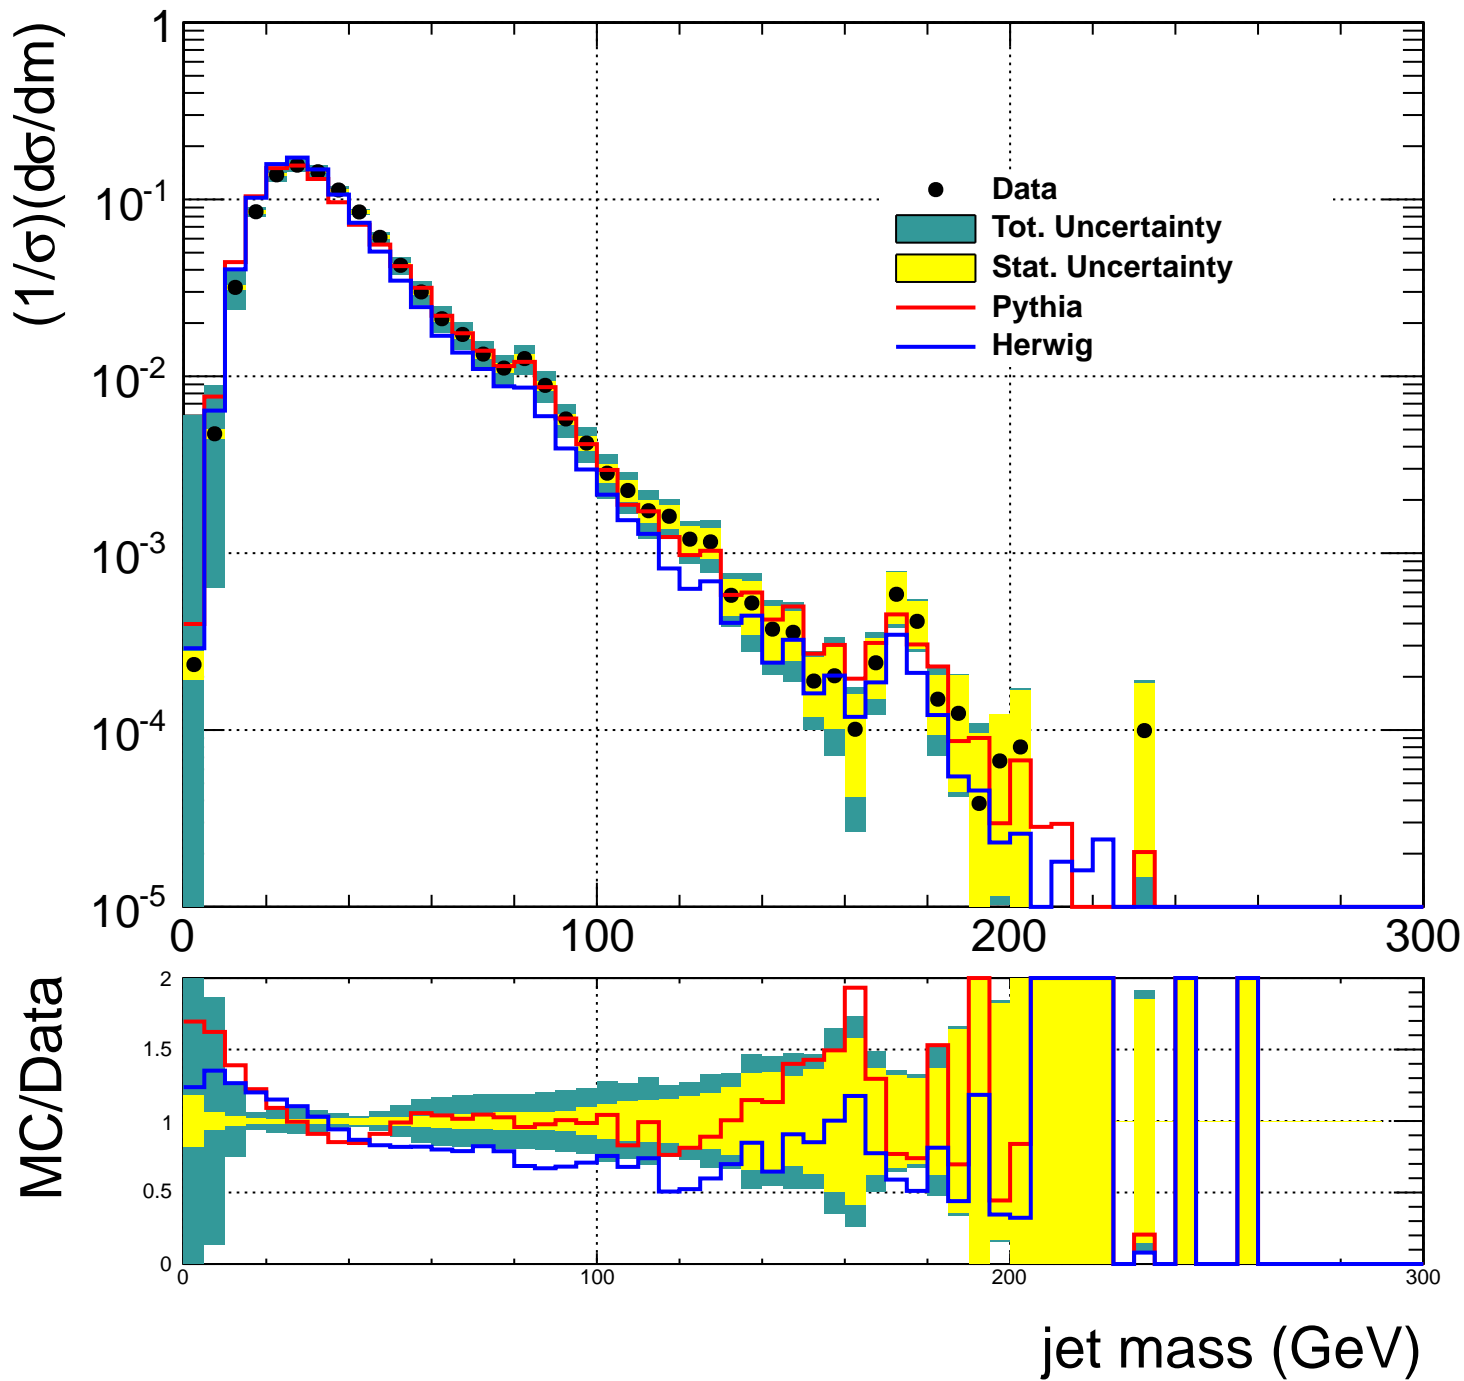 (1/σ)(dσ/dm)
1
10-1
10-2
10-3
10-4
10-5
Data
Tot. Uncertainty
Stat. Uncertainty
Pythia
Herwig
0 100 200 300
MC/Data
2
1.5
1
0.5
0
0 100 200 300
jet mass (GeV)